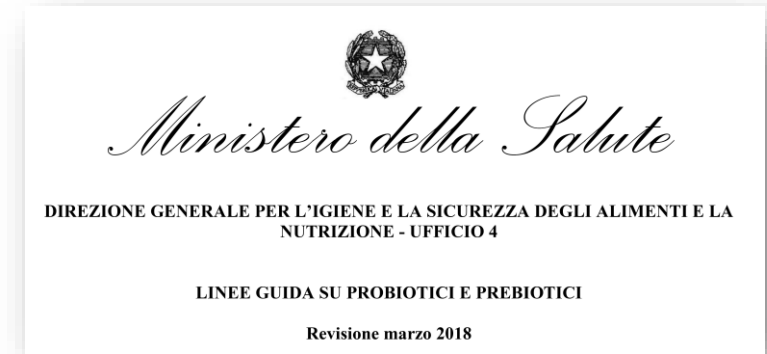 Ministero della Salute
DIREZIONE GENERALE PER L'IGIENE E LA SICUREZZA DEGLI ALIMENTI E LA
NUTRIZIONE - UFFICIO 4
LINEE GUIDA SU PROBIOTICI E PREBIOTICI
Revisione marzo 2018